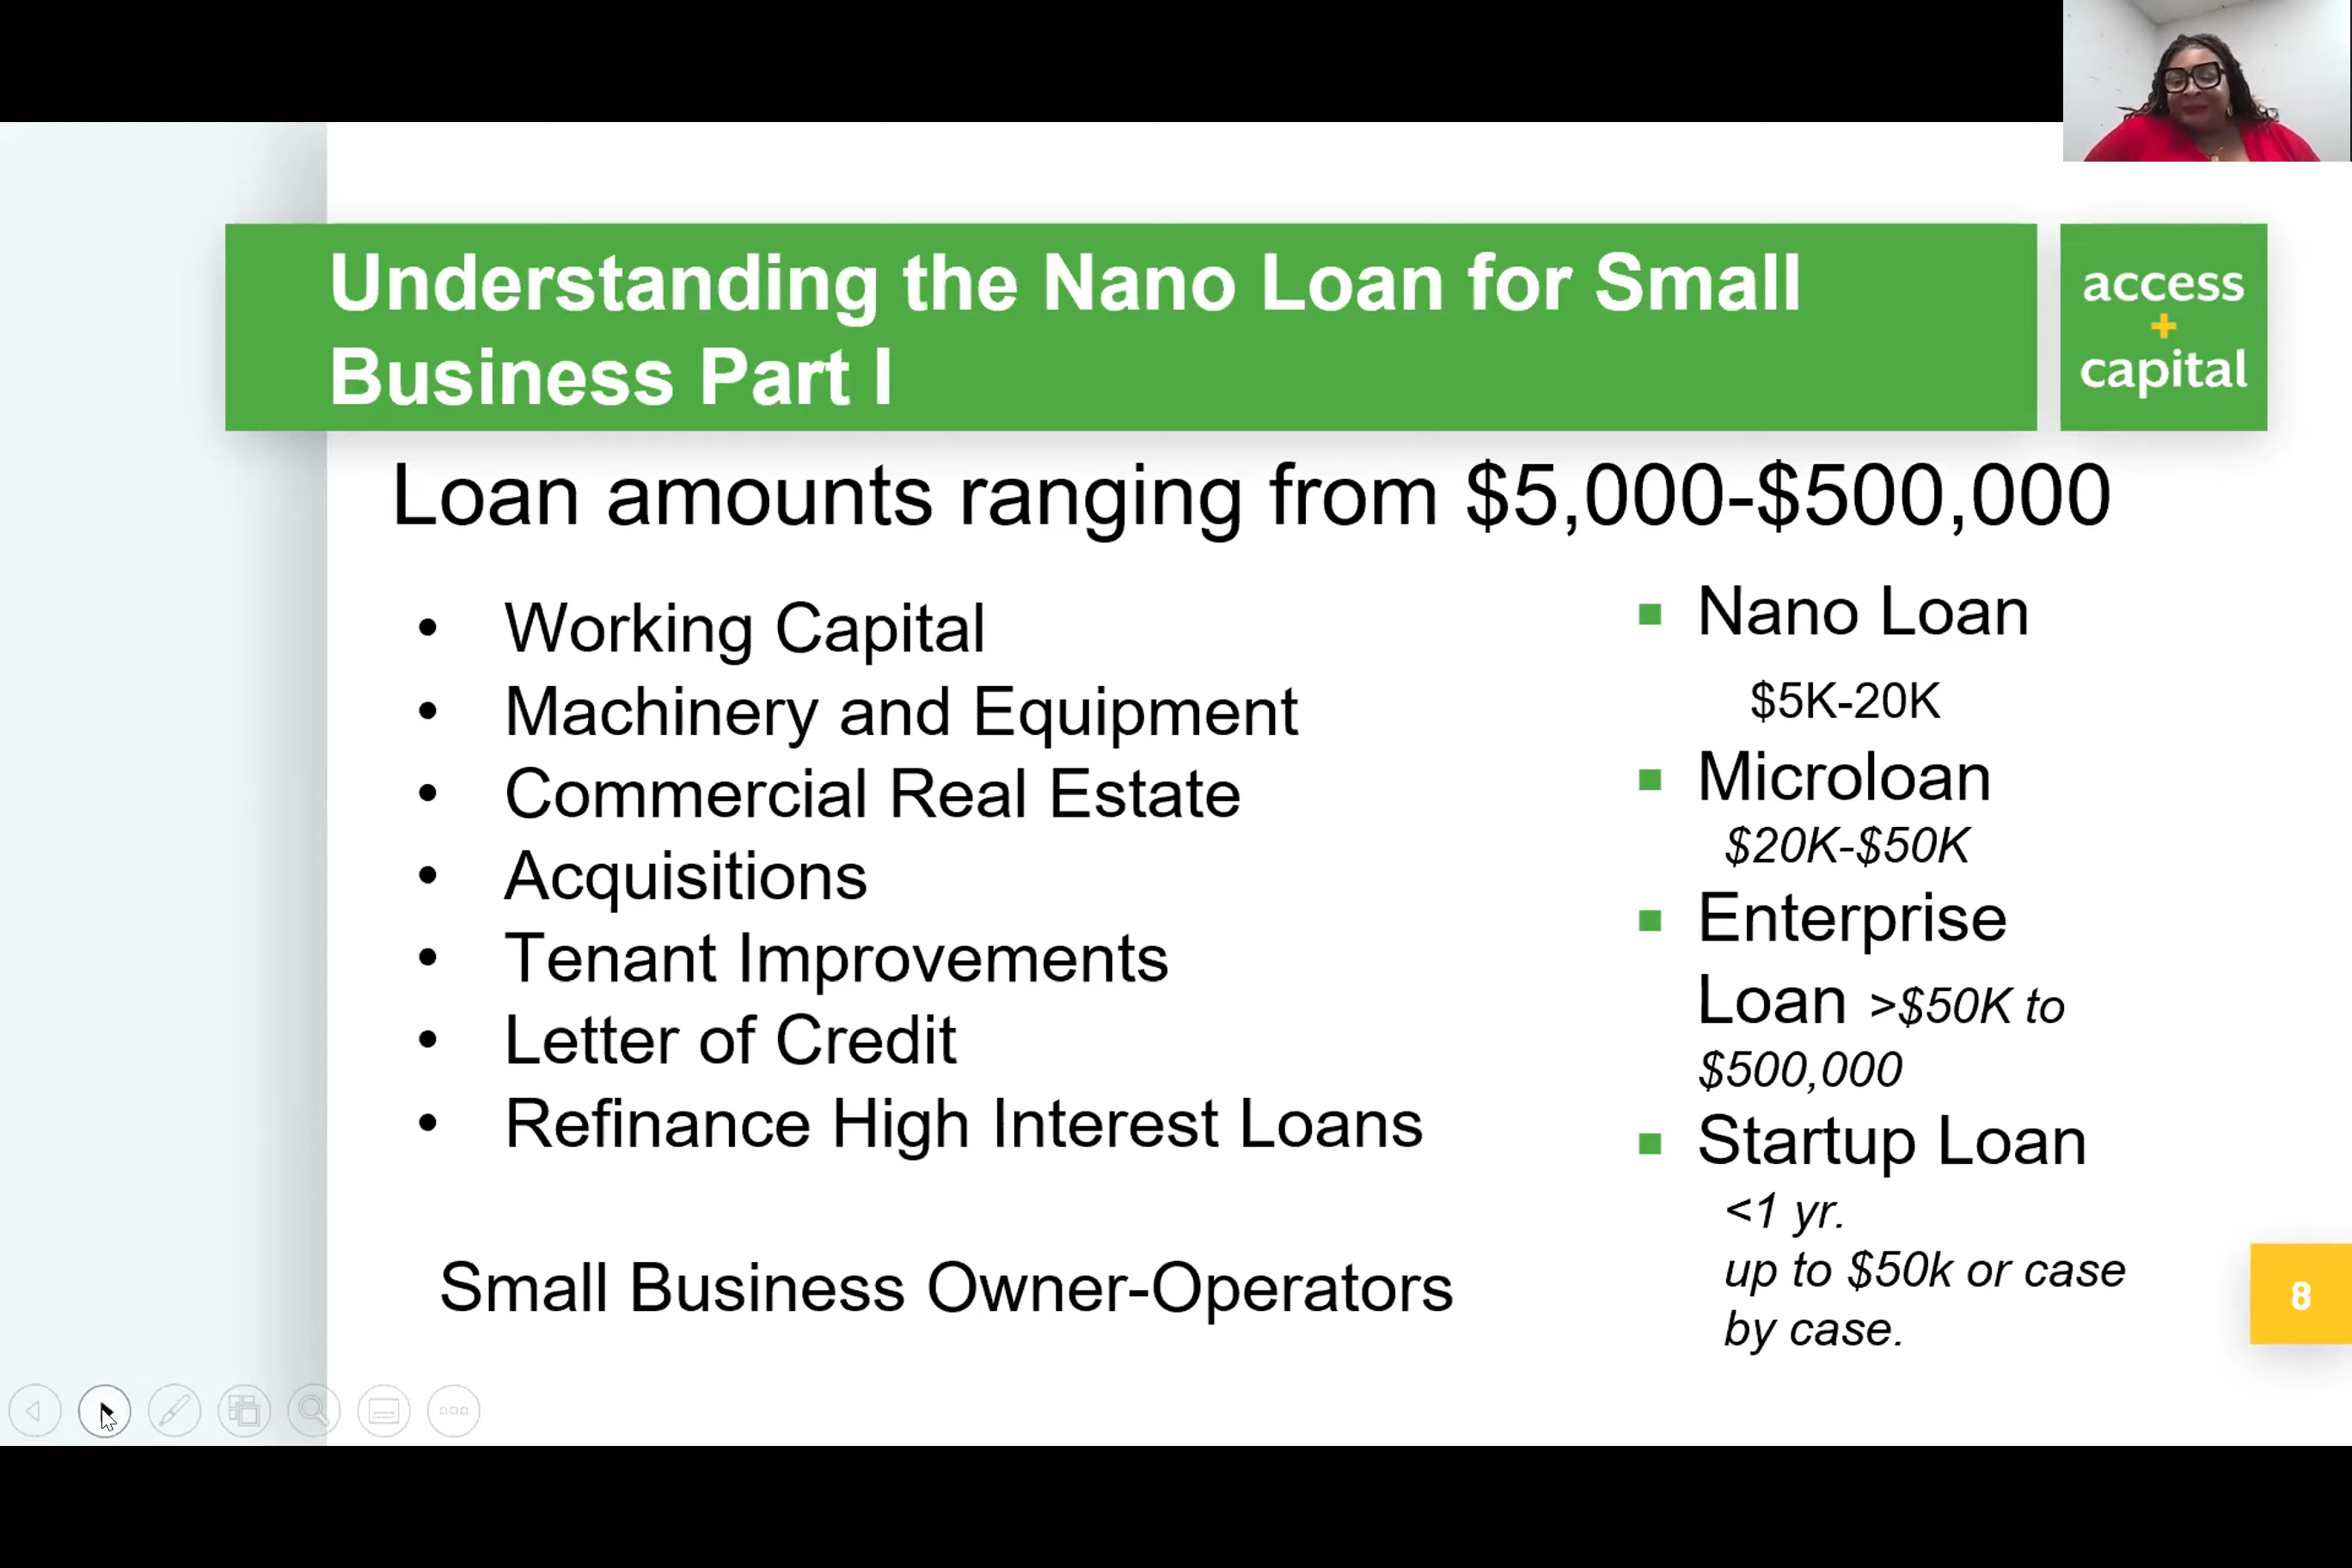 Understanding the Nano Loan for Small
Business Part I
access
+
capital
Loan amounts ranging from $5,000-$500,000
• Working Capital
• Machinery and Equipment
• Commercial Real Estate
• Acquisitions
• Tenant Improvements
• Letter of Credit
• Refinance High Interest Loans
Small Business Owner-Operators
▪ Nano Loan
$5K-20K
▪ Microloan
$20K-$50K
▪ Enterprise
Loan >$50K to
$500,000
▪ Startup Loan
<1 yr.
up to $50k or case
by case.
8